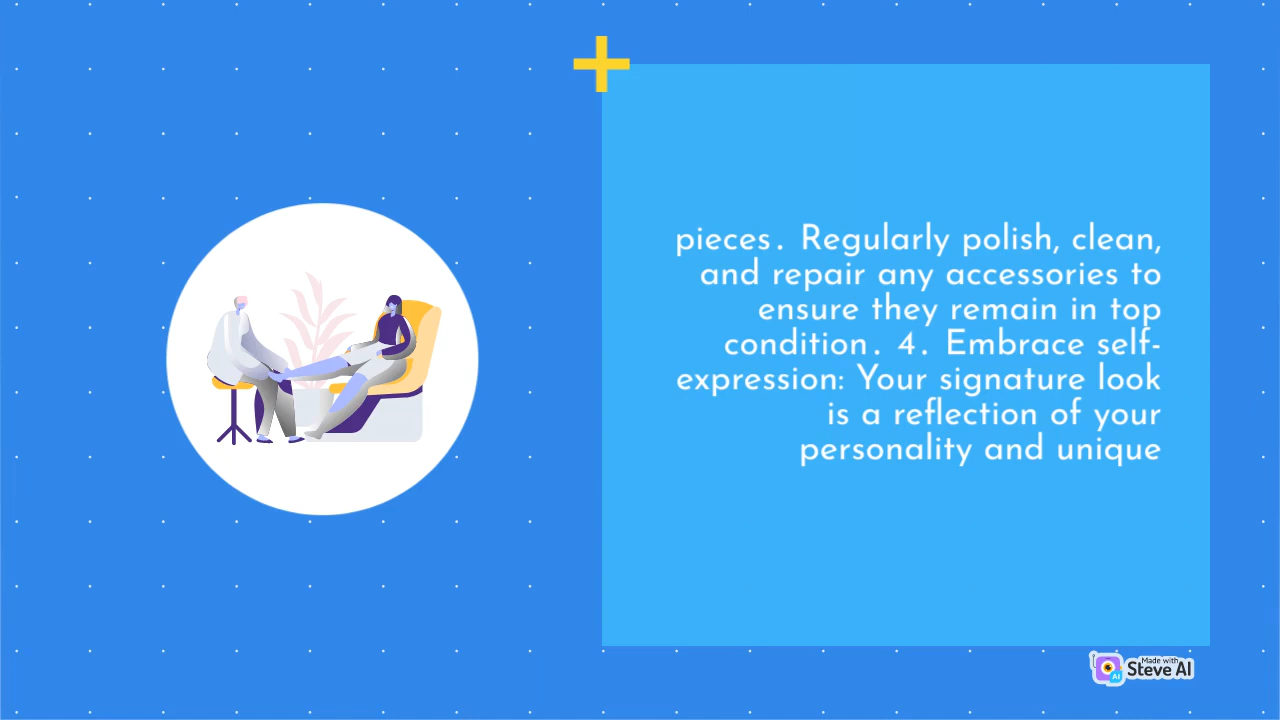 pieces. Regularly polish, clean,
and repair any accessories to
ensure they remain in top
condition. 4. Embrace self-
expression: Your signature look
is a reflection of your
personality and unique
Made with
Steve AI
AI